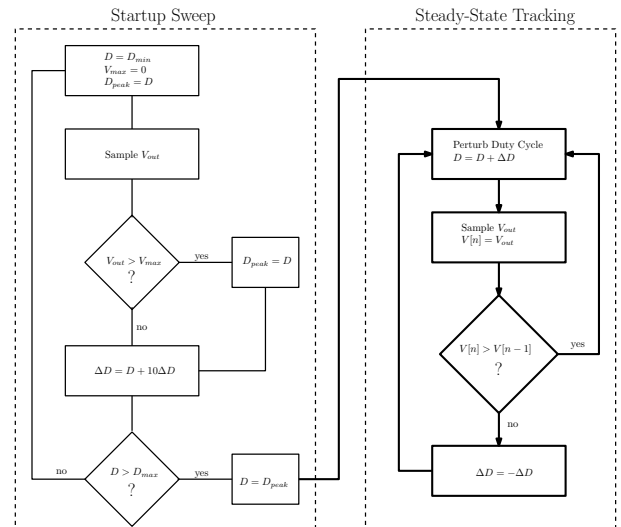 Startup Sweep
D = D_min
V_max = 0
D_peak = D
Sample V_out
V_out > V_max
?
yes
D_peak = D
no
ΔD = D + 10ΔD
D > D_max
?
no
yes
D = D_peak
Steady-State Tracking
Perturb Duty Cycle
D = D + ΔD
Sample V_out
V[n] = V_out
V[n] > V[n − 1]
?
yes
no
ΔD = −ΔD